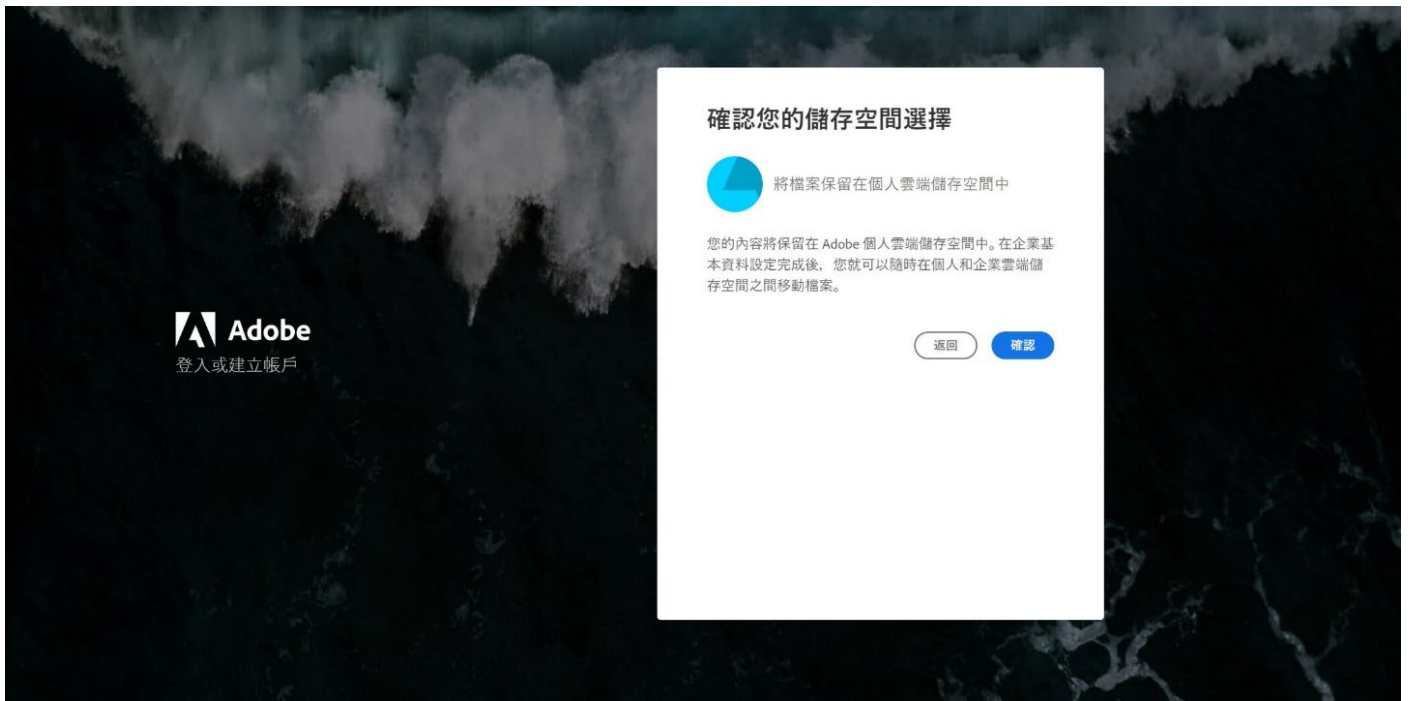 確認您的儲存空間選擇
將檔案保留在個人雲端儲存空間中
您的內容將保留在 Adobe 個人雲端儲存空間中。在企業基
本資料設定完成後，您就可以隨時在個人和企業雲端儲
存空間之間移動檔案。
返回
確認
Adobe
登入或建立帳戶